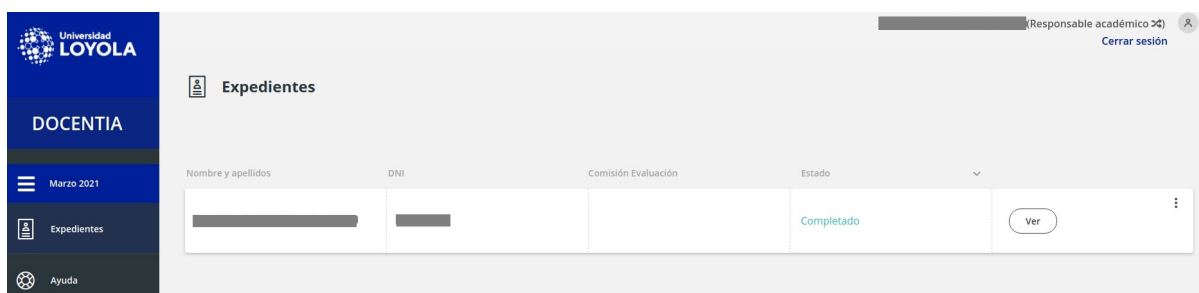 Universidad
LOYOLA
(Responsable académico)
Cerrar sesión
Expedientes
DOCENTIA
Marzo 2021
Nombre y apellidos DNI Comisión Evaluación Estado
Completado Ver
Expedientes
Ayuda